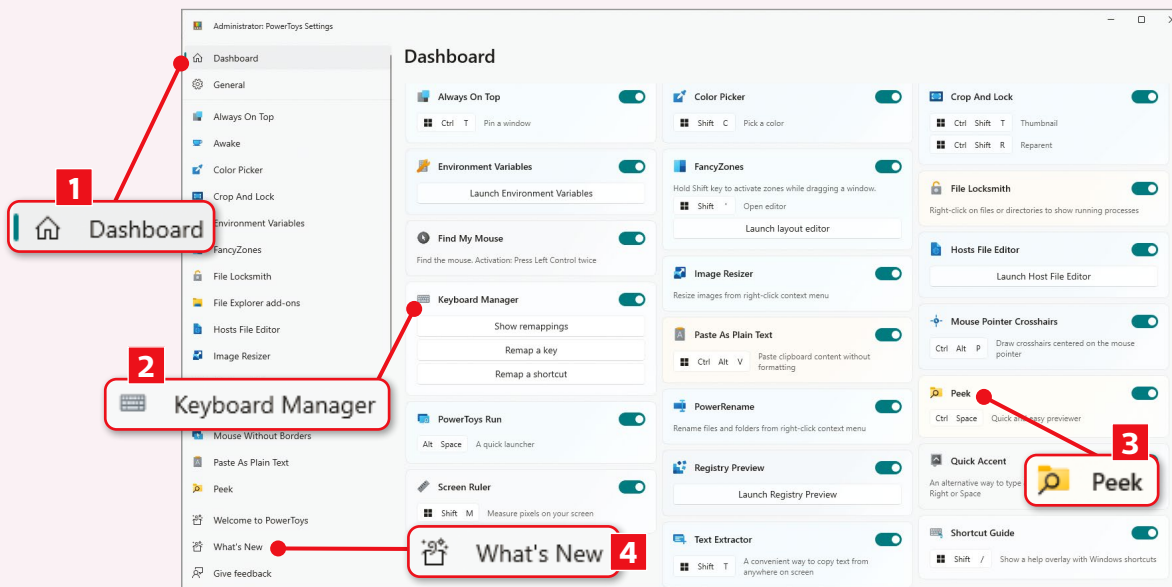 Administrator: PowerToys Settings
Dashboard
General
Always On Top
Awake
Color Picker
Crop And Lock
Environment Variables
FancyZones
File Locksmith
File Explorer add-ons
Hosts File Editor
Image Resizer
Mouse Without Borders
Paste As Plain Text
Peek
Welcome to PowerToys
What's New
Give feedback
1
Dashboard
2
Keyboard Manager
Dashboard
Always On Top
Ctrl T Pin a window
Environment Variables
Launch Environment Variables
Find My Mouse
Find the mouse. Activation: Press Left Control twice
Keyboard Manager
Show remappings
Remap a key
Remap a shortcut
PowerToys Run
Alt Space A quick launcher
Screen Ruler
Shift M Measure pixels on your screen
What's New 4
Color Picker
Shift C Pick a color
FancyZones
Hold Shift key to activate zones while dragging a window.
Shift ` Open editor
Launch layout editor
Image Resizer
Resize images from right-click context menu
Paste As Plain Text
Ctrl Alt V Paste clipboard content without
formatting
PowerRename
Rename files and folders from right-click context menu
Registry Preview
Launch Registry Preview
Text Extractor
Shift T A convenient way to copy text from
anywhere on screen
Crop And Lock
Ctrl Shift T Thumbnail
Ctrl Shift R Reparent
File Locksmith
Right-click on files or directories to show running processes
Hosts File Editor
Launch Host File Editor
Mouse Pointer Crosshairs
Ctrl Alt P Draw crosshairs centered on the mouse
pointer
Peek
Ctrl Space Quick and easy previewer
3
Peek
Quick Accent
An alternative way to type
Right or Space
Shortcut Guide
Shift / Show a help overlay with Windows shortcuts